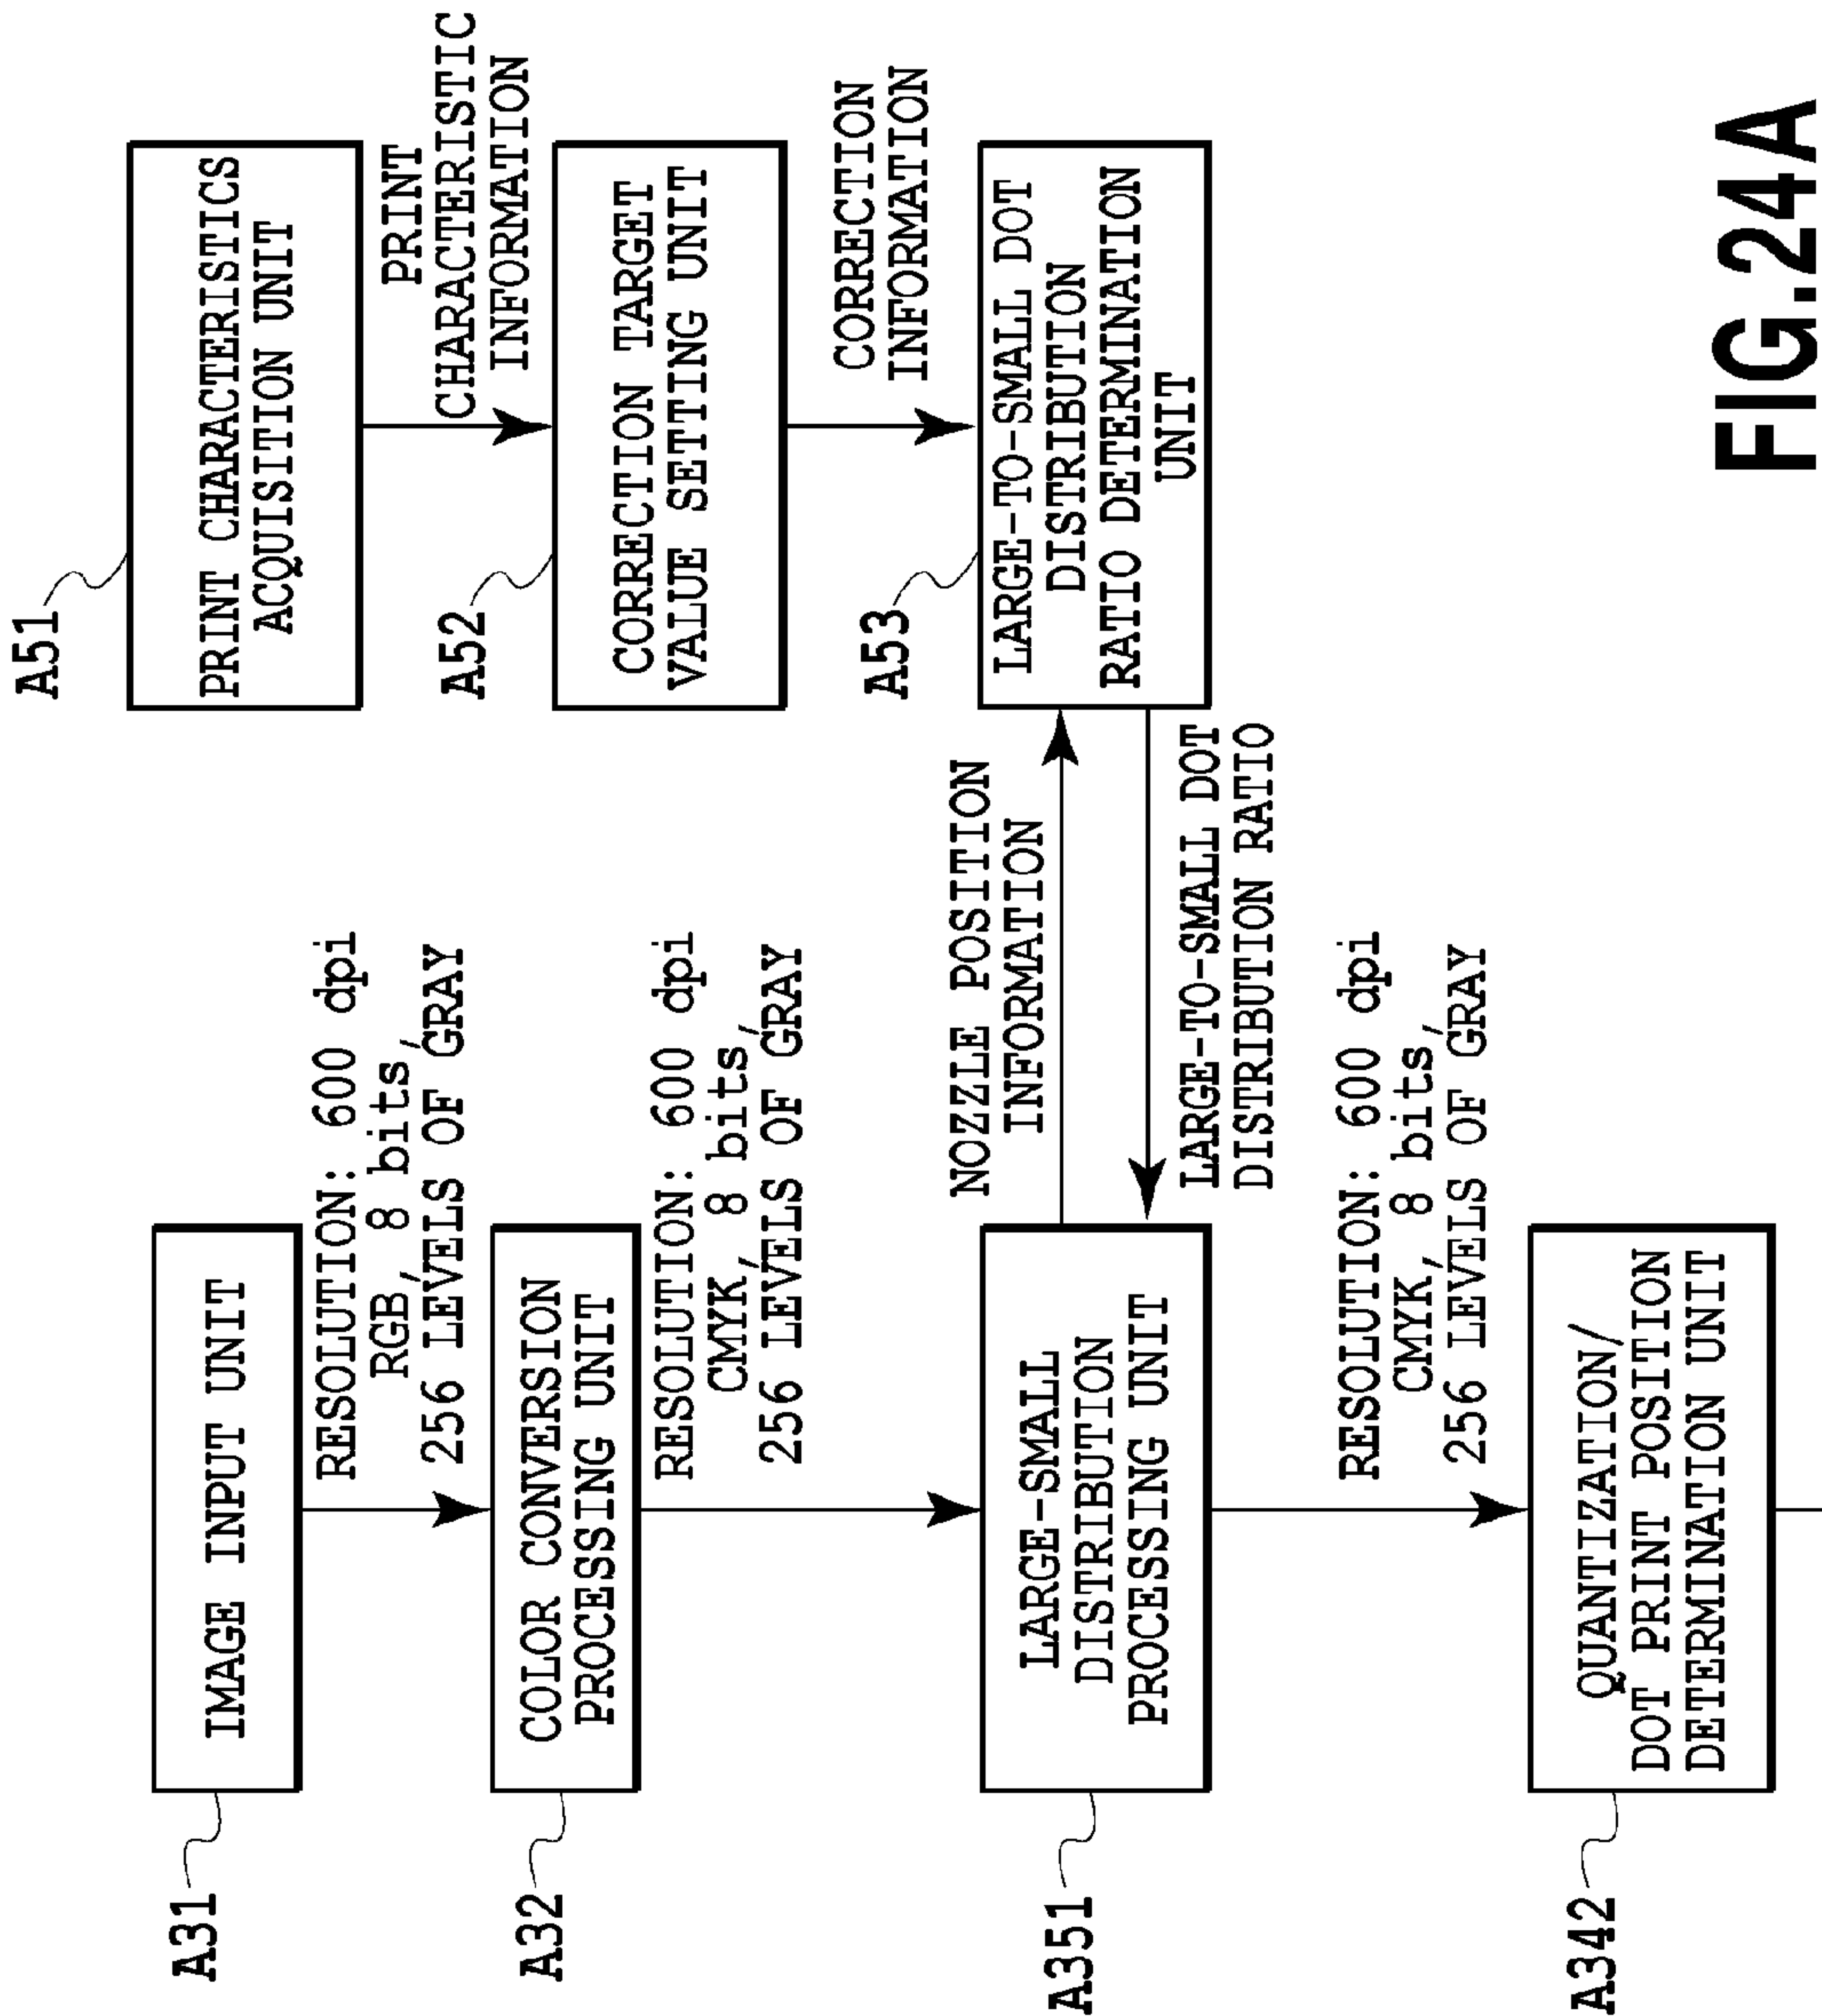 A31
IMAGE INPUT UNIT
RESOLUTION: 600 dpi
RGB, 8 bits,
256 LEVELS OF GRAY
A32
COLOR CONVERSION
PROCESSING UNIT
RESOLUTION: 600 dpi
CMYK, 8 bits,
256 LEVELS OF GRAY
A351
LARGE-SMALL
DISTRIBUTION
PROCESSING UNIT
RESOLUTION: 600 dpi
CMYK, 8 bits,
256 LEVELS OF GRAY
A342
QUANTIZATION/
DOT PRINT POSITION
DETERMINATION UNIT
NOZZLE POSITION
INFORMATION
LARGE-TO-SMALL DOT
DISTRIBUTION RATIO
A51
PRINT CHARACTERISTICS
ACQUISITION UNIT
PRINT
CHARACTERISTIC
INFORMATION
A52
CORRECTION TARGET
VALUE SETTING UNIT
CORRECTION
INFORMATION
A53
LARGE-TO-SMALL DOT
DISTRIBUTION
RATIO DETERMINATION
UNIT
FIG.24A